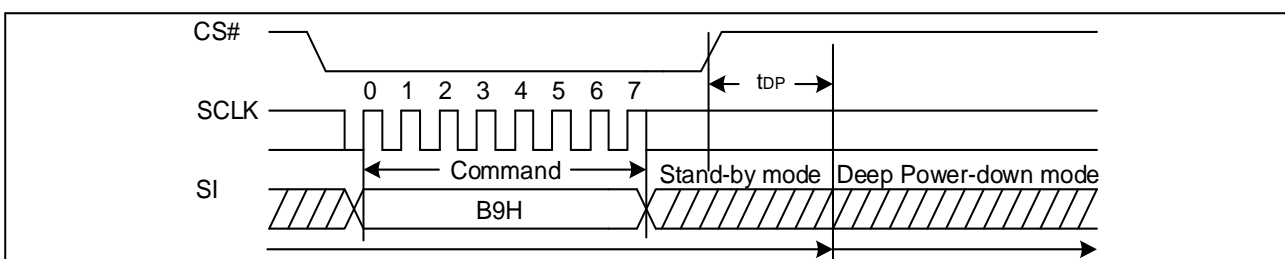 CS#
tDP
0 1 2 3 4 5 6 7
SCLK
Command
Stand-by mode Deep Power-down mode
SI
B9H